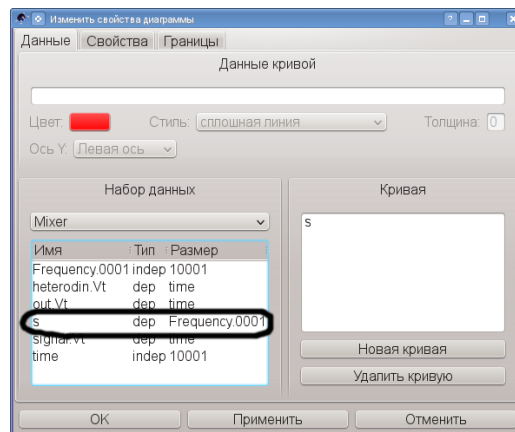 Изменить свойства диаграммы
Данные Свойства Границы
Данные кривой
Цвет: Стиль: сплошная линия Толщина: 0
Ось Y: Левая ось
Набор данных
Mixer
Имя Тип Размер
Frequency.0001 indep 10001
heterodin.Vt dep time
out.Vt dep time
s dep Frequency.0001
signal.Vt dep time
time indep 10001
Кривая
s
Новая кривая
Удалить кривую
OK Применить Отменить